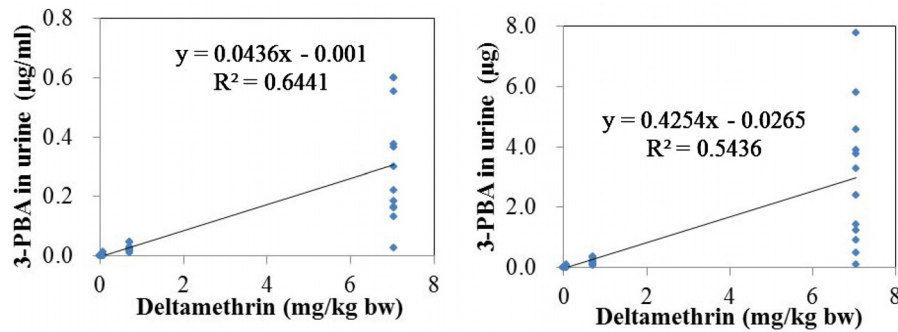 3-PBA in urine (µg/ml)
0.8
0.6
0.4
0.2
0.0
y = 0.0436x - 0.001
R² = 0.6441
0
2
4
6
8
Deltamethrin (mg/kg bw)
3-PBA in urine (µg)
8.0
6.0
4.0
2.0
0.0
y = 0.4254x - 0.0265
R² = 0.5436
0
2
4
6
8
Deltamethrin (mg/kg bw)